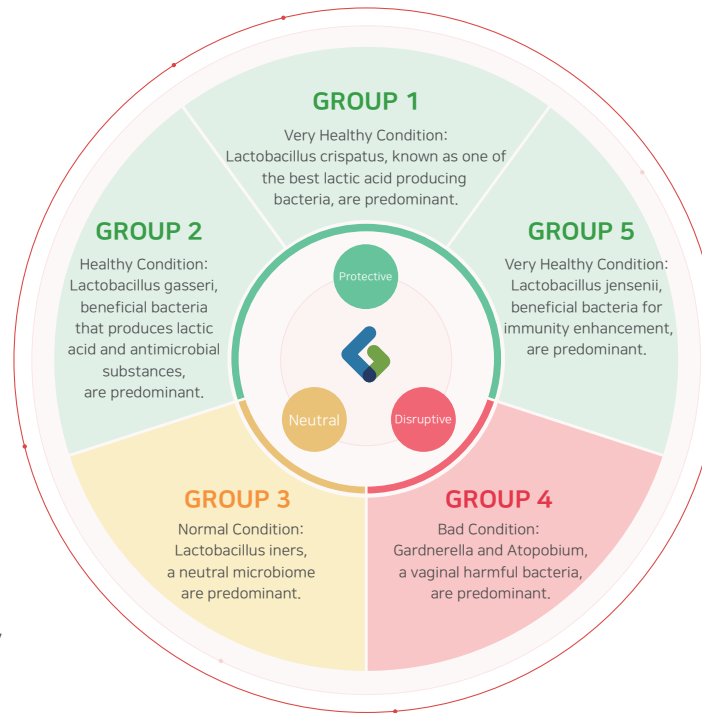 GROUP 1
Very Healthy Condition:
Lactobacillus crispatus, known as one of
the best lactic acid producing
bacteria, are predominant.
GROUP 2
Healthy Condition:
Lactobacillus gasseri,
beneficial bacteria
that produces lactic
acid and antimicrobial
substances,
are predominant.
GROUP 5
Very Healthy Condition:
Lactobacillus jensenii,
beneficial bacteria for
immunity enhancement,
are predominant.
Protective
Neutral
Disruptive
GROUP 3
Normal Condition:
Lactobacillus iners,
a neutral microbiome
are predominant.
GROUP 4
Bad Condition:
Gardnerella and Atopobium,
a vaginal harmful bacteria,
are predominant.